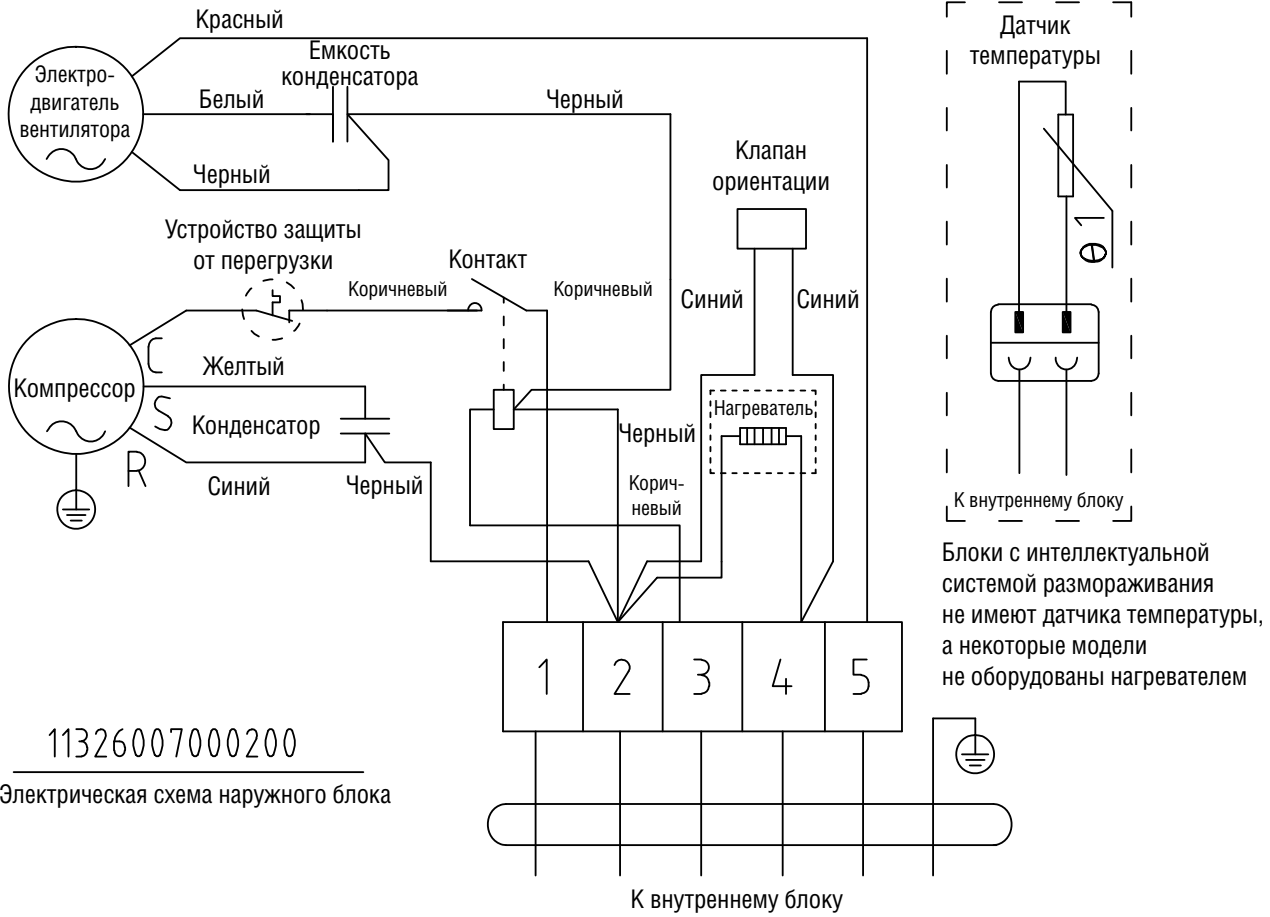 Красный
Электро-
двигатель
вентилятора
Емкость
конденсатора
Белый
Черный
Черный
Датчик
температуры
Клапан
ориентации
Устройство защиты
от перегрузки
Контакт
Коричневый
Коричневый
Синий
Синий
θ 1
C
Компрессор
Желтый
S
Конденсатор
R
Синий
Черный
Черный
Нагреватель
Корич-
невый
К внутреннему блоку
Блоки с интеллектуальной
системой размораживания
не имеют датчика температуры,
а некоторые модели
не оборудованы нагревателем
1 2 3 4 5
11326007000200
Электрическая схема наружного блока
К внутреннему блоку